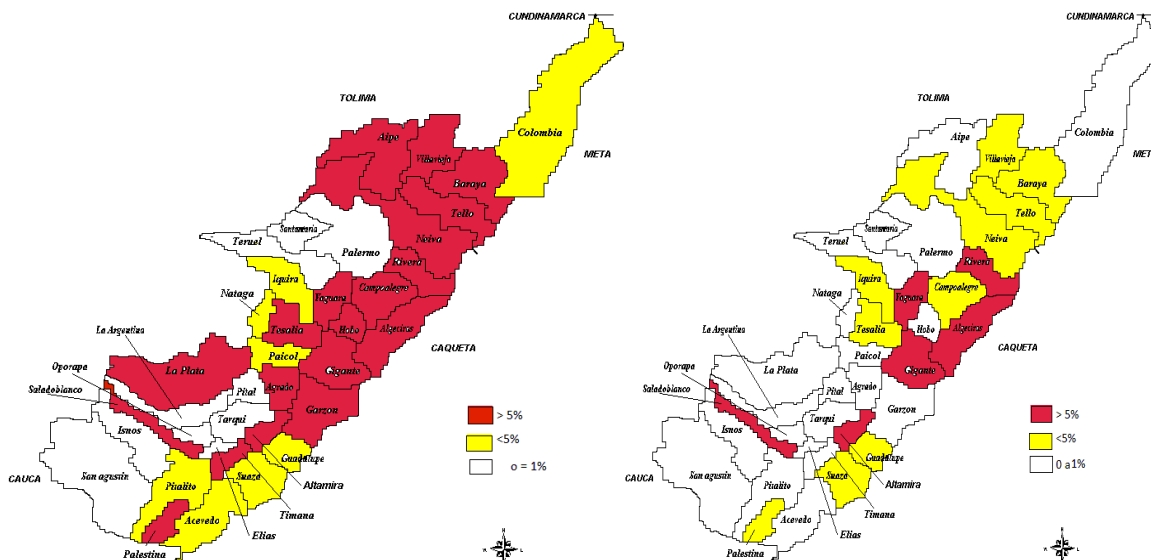 CUNDINAMARCA
TOLIMA
Colombia
META
Aipe
Villavieja
Baraya
Tello
Santamaria
Teruel
Neiva
Palermo
Rivera
Iquira
Campoalegre
Nataga
Yaguara
La Argentina
Tesalia
Hobo
Algeciras
CAQUETA
Oporape
Paicol
La Plata
Gigante
Saladoblanco
Pital
Agrado
Garzon
Isnos
Tarqui
> 5%
<5%
o = 1%
Guadalupe
CAUCA
San agustin
Pitalito
Suaza
Altamira
Acevedo
Timana
Elias
Palestina
N
CUNDINAMARCA
TOLIMA
Colombia
MET
Aipe
Villavieja
Baraya
Tello
Santamaria
Teruel
Neiva
Palermo
Rivera
Iquira
Campoalegre
Nataga
Yaguara
La Argentina
Tesalia
Hobo
Algeciras
CAQUETA
Oporape
Paicol
La Plata
Gigante
Saladoblanco
Pital
Agrado
Garzon
Isnos
Tarqui
> 5%
<5%
0 a 1%
Guadalupe
CAUCA
San agustin
Pitalito
Suaza
Altamira
Acevedo
Timana
Elias
Palestina
N